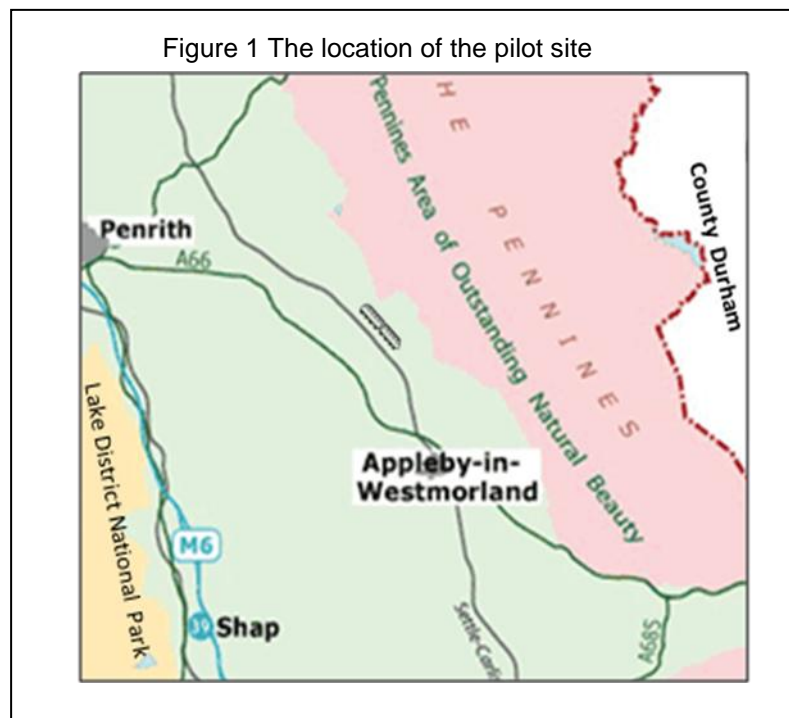 Figure 1 The location of the pilot site
THE PENNINES
Pennines Area of Outstanding Natural Beauty
County Durham
Penrith
A66
Lake District National Park
Appleby-in-
Westmorland
M6
39 Shap
A685